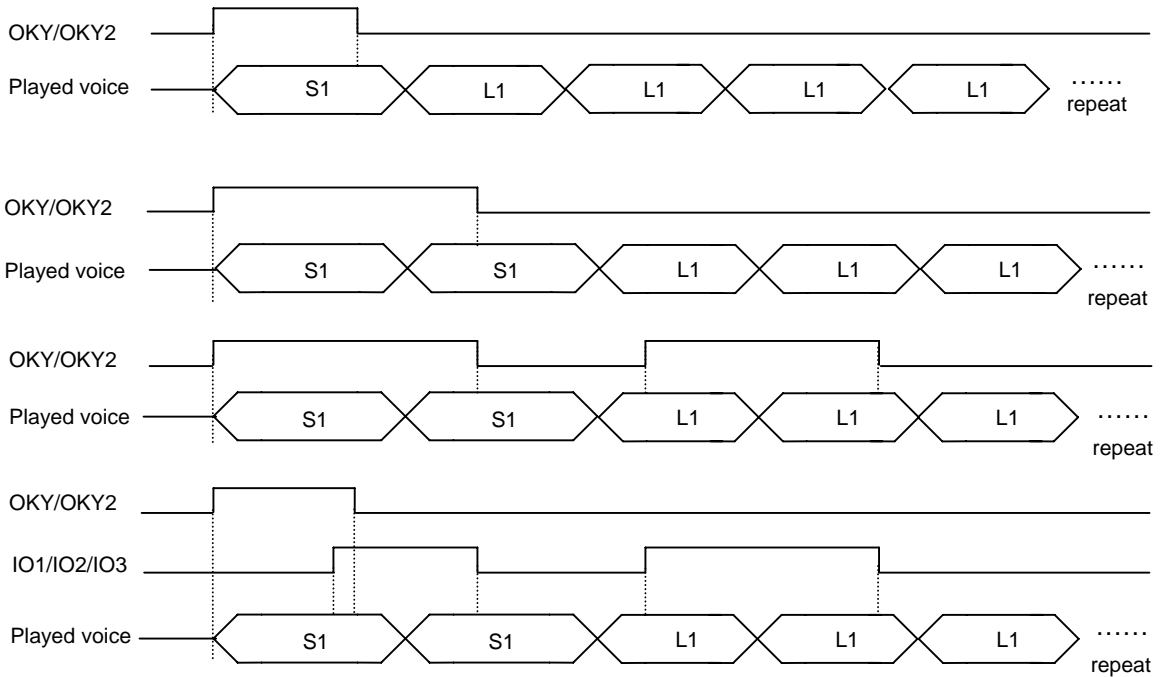 OKY/OKY2
Played voice S1 L1 L1 L1 L1 ......
repeat
OKY/OKY2
Played voice S1 S1 L1 L1 L1 ......
repeat
OKY/OKY2
Played voice S1 S1 L1 L1 L1 ......
repeat
OKY/OKY2
IO1/IO2/IO3
Played voice S1 S1 L1 L1 L1 ......
repeat